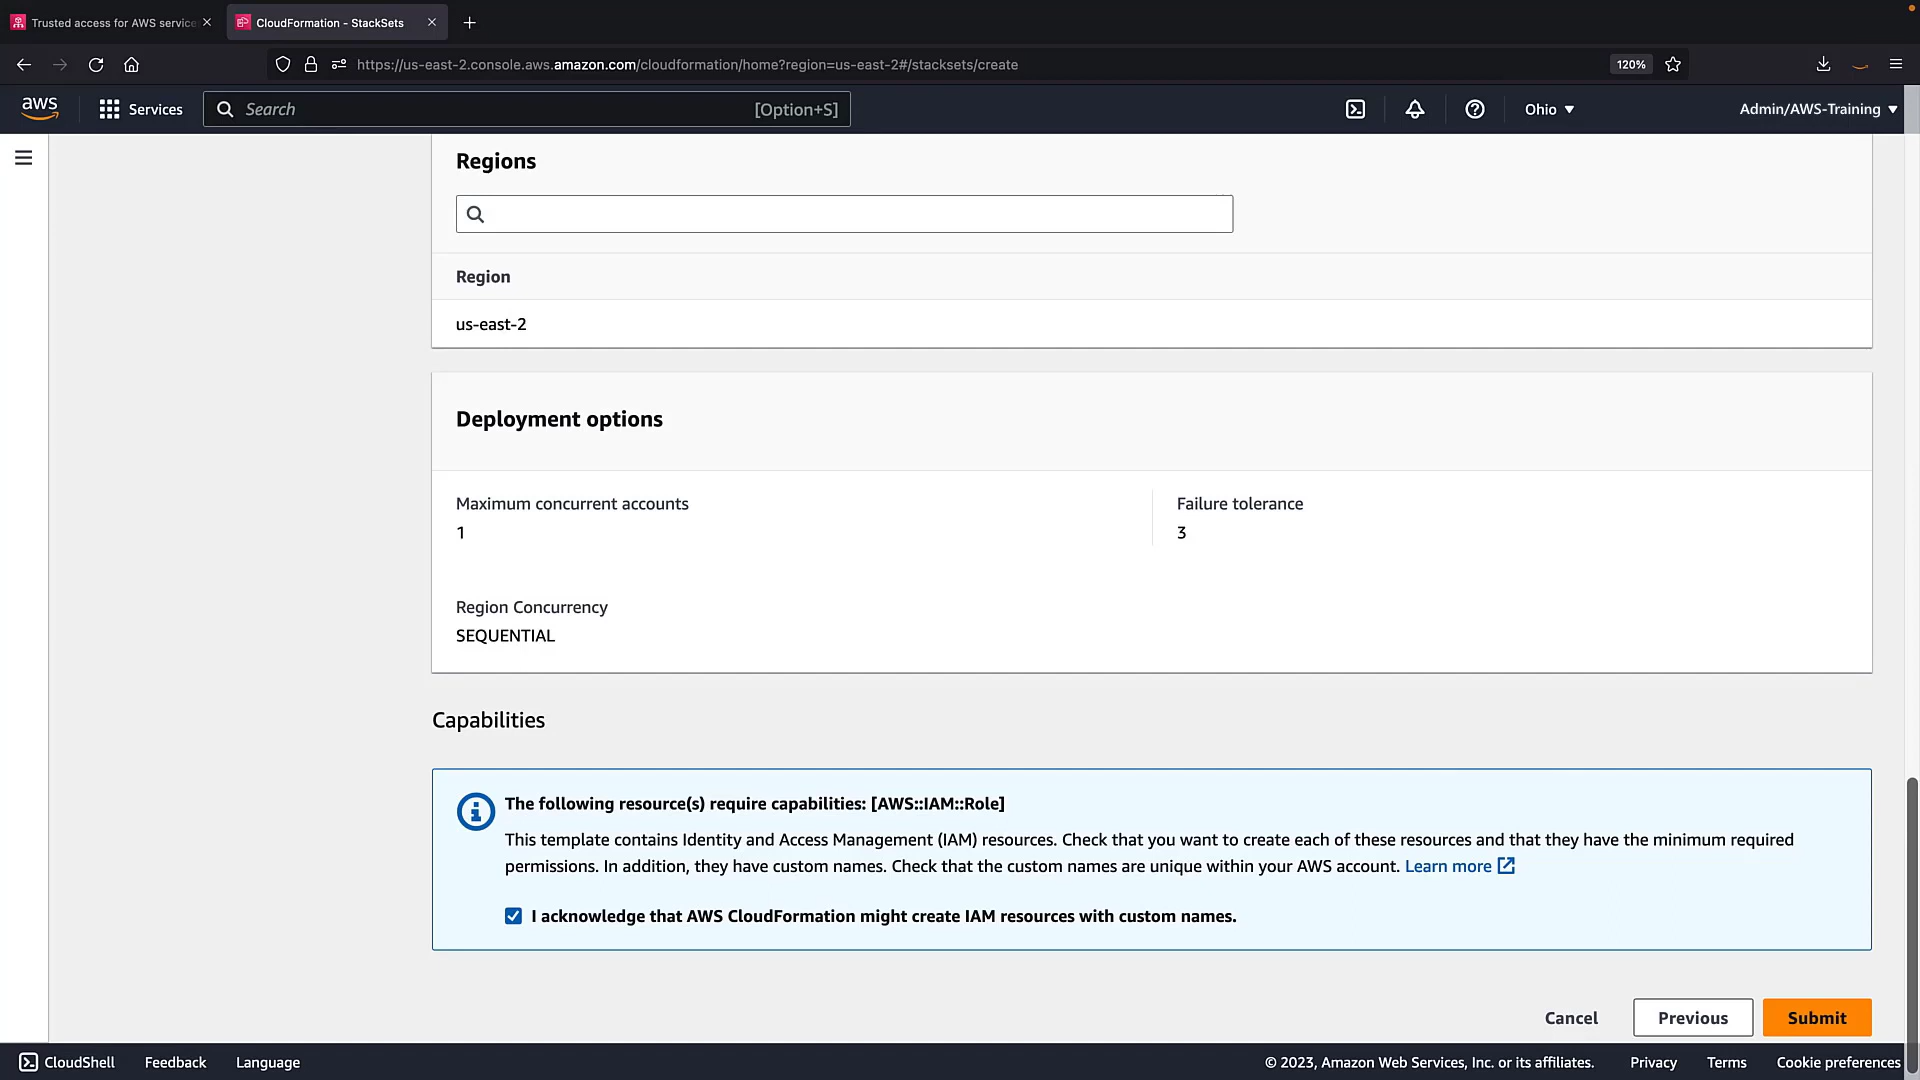 Trusted access for AWS service
CloudFormation - StackSets
https://us-east-2.console.aws.amazon.com/cloudformation/home?region=us-east-2#/stacksets/create
120%
aws
Services
Search
[Option+S]
Ohio
Admin/AWS-Training
Regions
Region
us-east-2
Deployment options
Maximum concurrent accounts
1
Failure tolerance
3
Region Concurrency
SEQUENTIAL
Capabilities
The following resource(s) require capabilities: [AWS::IAM::Role]
This template contains Identity and Access Management (IAM) resources. Check that you want to create each of these resources and that they have the minimum required
permissions. In addition, they have custom names. Check that the custom names are unique within your AWS account. Learn more
I acknowledge that AWS CloudFormation might create IAM resources with custom names.
Cancel
Previous
Submit
CloudShell
Feedback
Language
© 2023, Amazon Web Services, Inc. or its affiliates.
Privacy
Terms
Cookie preferences